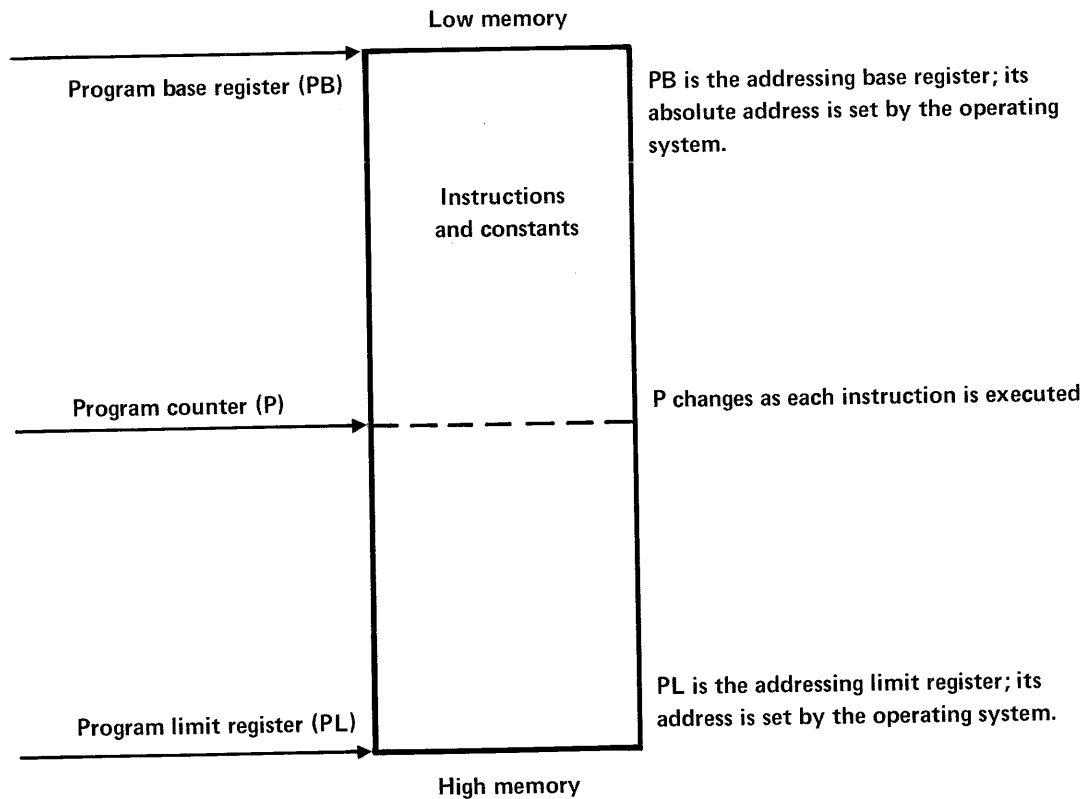 Low memory
Program base register (PB)
PB is the addressing base register; its
absolute address is set by the operating
system.
Instructions
and constants
Program counter (P)
P changes as each instruction is executed
Program limit register (PL)
PL is the addressing limit register; its
address is set by the operating system.
High memory